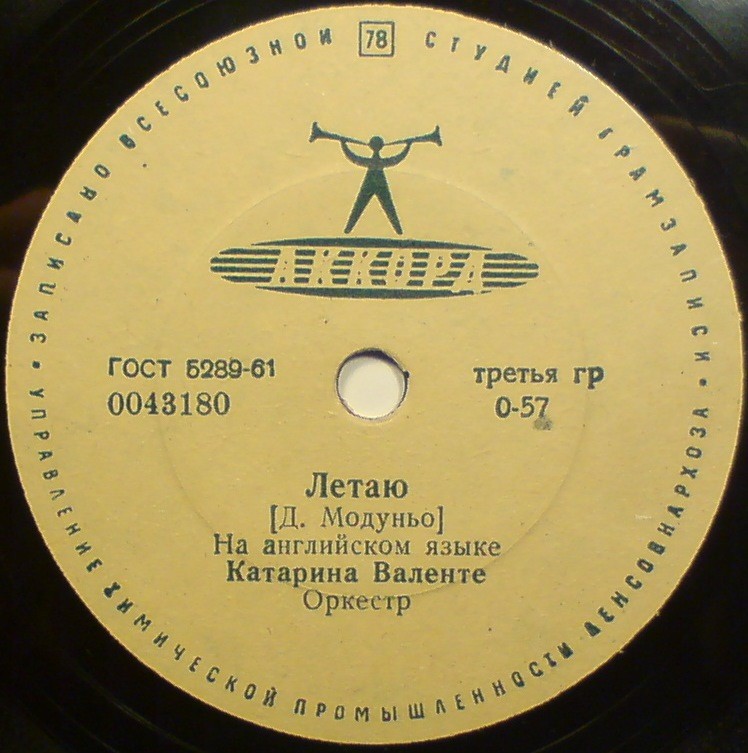 ЗАПИСАНО ВСЕСОЮЗНОЙ 78 СТУДИЕЙ ГРАМЗАПИСИ
АККОРД
ГОСТ 5289-61
0043180
третья гр
0-57
Летаю
[Д. Модуньо]
На английском языке
Катарина Валенте
Оркестр
УПРАВЛЕНИЕ ХИМИЧЕСКОЙ ПРОМЫШЛЕННОСТИ ЛЕНСОВНАРХОЗА